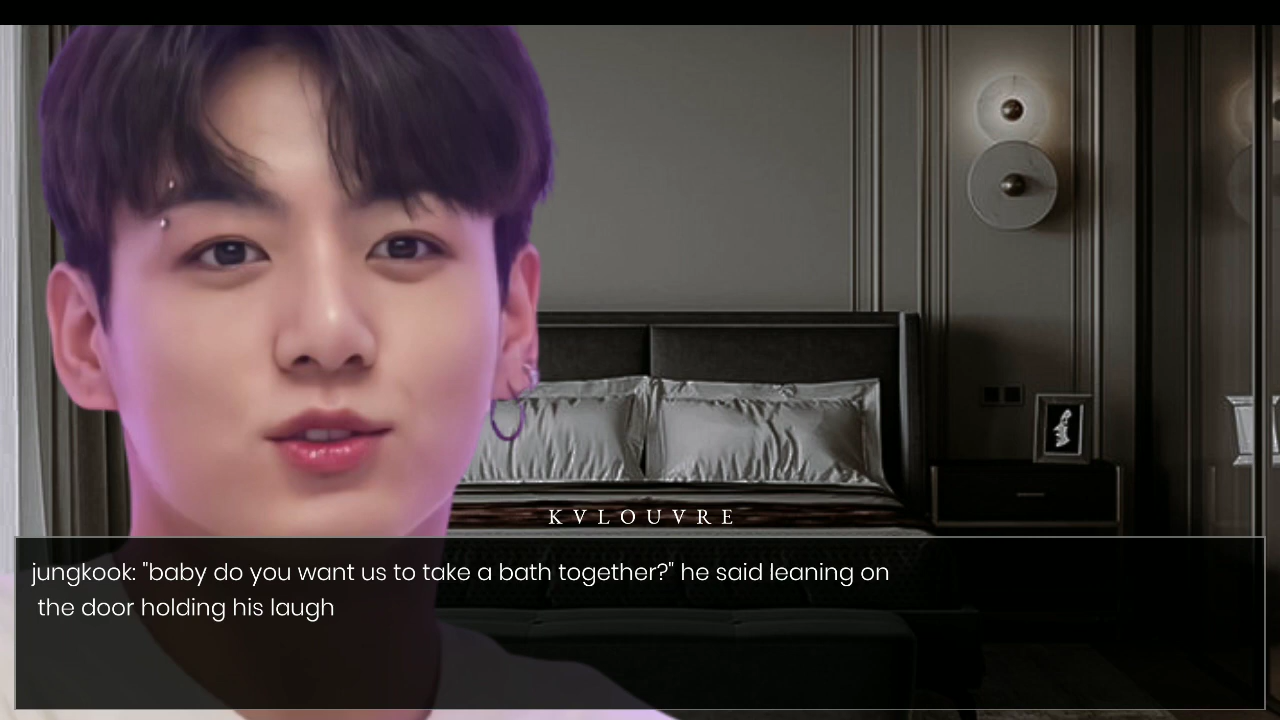 KVLOUVRE
jungkook: "baby do you want us to take a bath together?" he said leaning on
the door holding his laugh